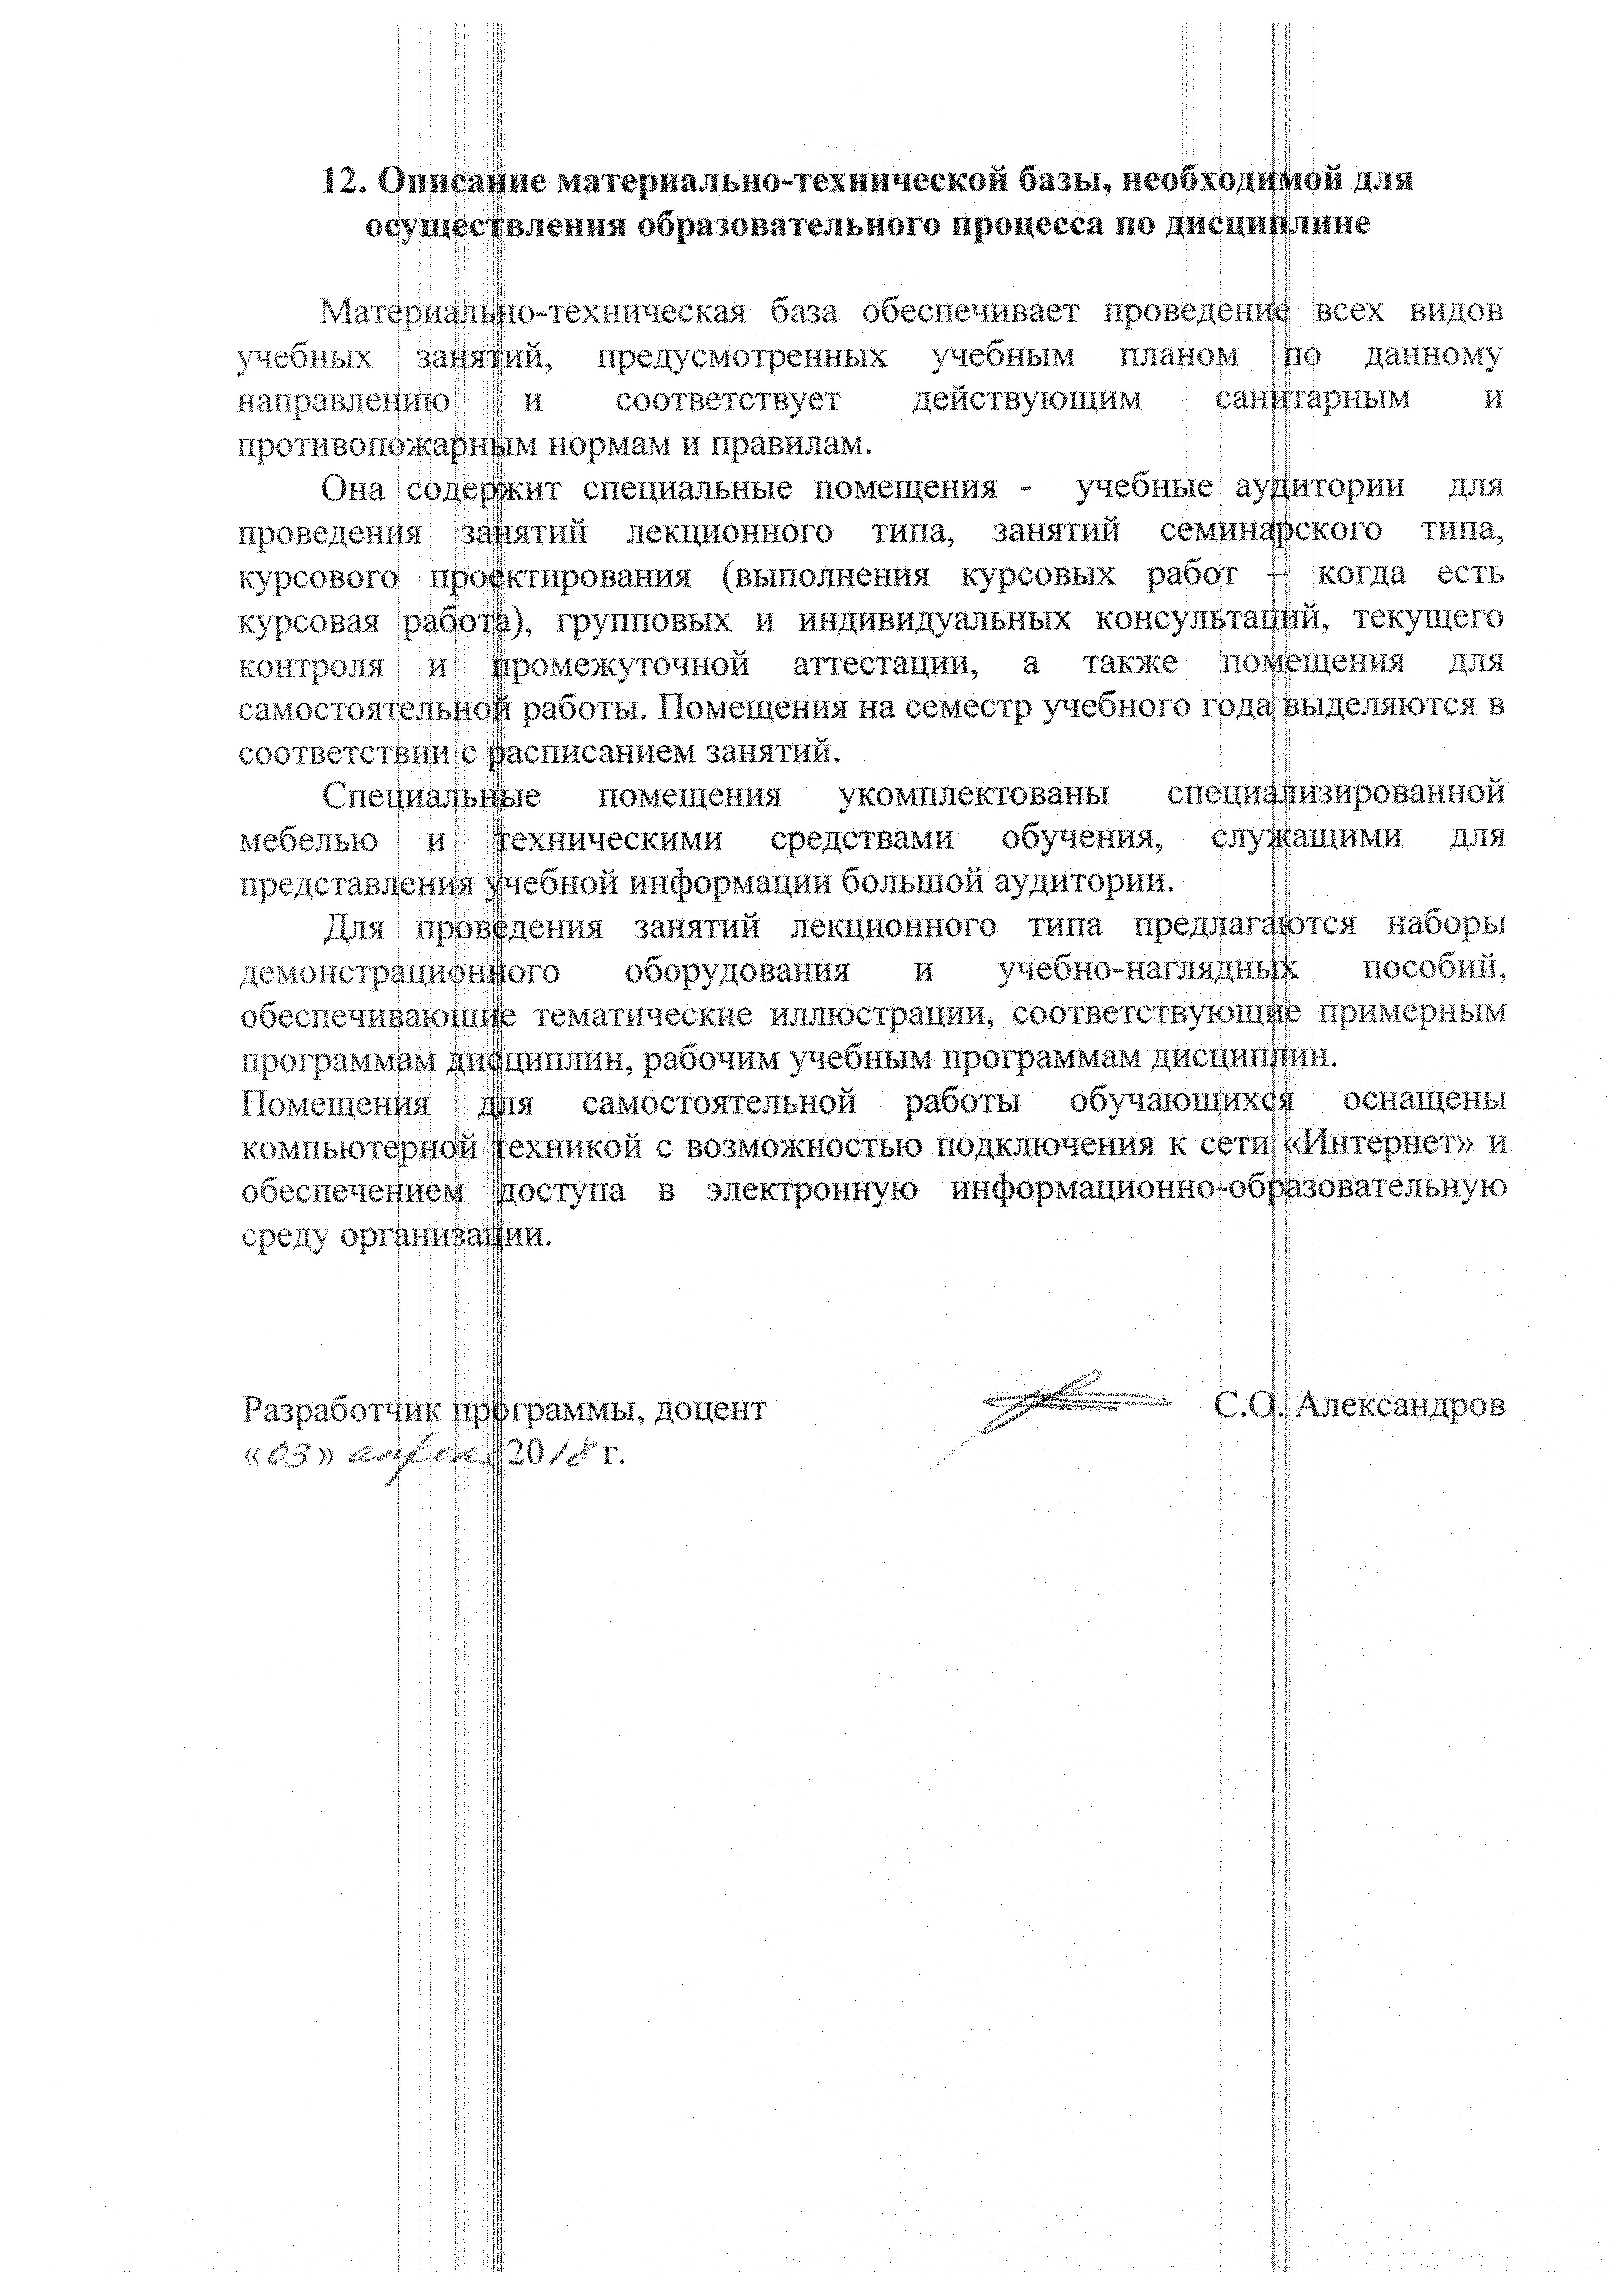 12. Описание материально-технической базы, необходимой для
осуществления образовательного процесса по дисциплине
Материально-техническая база обеспечивает проведение всех видов
учебных занятий, предусмотренных учебным планом по данному
направлению и соответствует действующим санитарным и
противопожарным нормам и правилам.
Она содержит специальные помещения - учебные аудитории для
проведения занятий лекционного типа, занятий семинарского типа,
курсового проектирования (выполнения курсовых работ – когда есть
курсовая работа), групповых и индивидуальных консультаций, текущего
контроля и промежуточной аттестации, а также помещения для
самостоятельной работы. Помещения на семестр учебного года выделяются в
соответствии с расписанием занятий.
Специальные помещения укомплектованы специализированной
мебелью и техническими средствами обучения, служащими для
представления учебной информации большой аудитории.
Для проведения занятий лекционного типа предлагаются наборы
демонстрационного оборудования и учебно-наглядных пособий,
обеспечивающие тематические иллюстрации, соответствующие примерным
программам дисциплин, рабочим учебным программам дисциплин.
Помещения для самостоятельной работы обучающихся оснащены
компьютерной техникой с возможностью подключения к сети «Интернет» и
обеспечением доступа в электронную информационно-образовательную
среду организации.
Разработчик программы, доцент С.О. Александров
«03» апреля 2018 г.